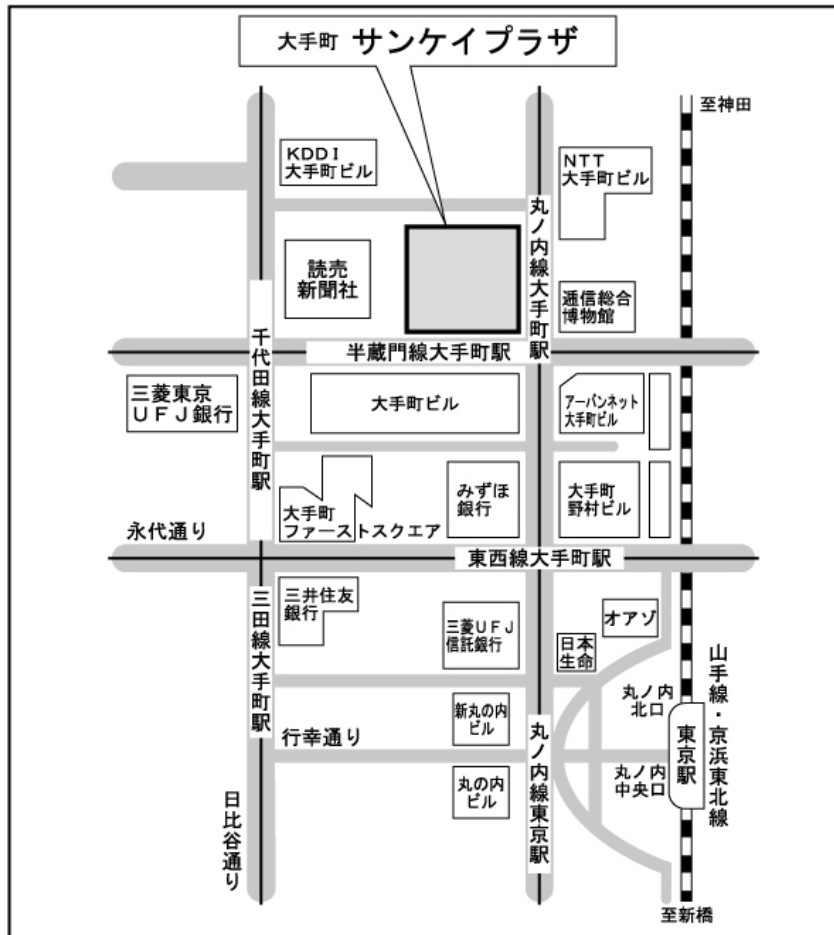 大手町 サンケイプラザ
至神田
KDDI
大手町ビル
NTT
大手町ビル
丸ノ内線大手町駅
読売
新聞社
逓信総合
博物館
千代田線大手町駅
半蔵門線大手町駅
三菱東京
UFJ銀行
大手町ビル
アーバンネット
大手町ビル
大手町
ファーストスクエア
みずほ
銀行
大手町
野村ビル
永代通り
東西線大手町駅
三井住友
銀行
三田線大手町駅
三菱UFJ
信託銀行
日本
生命
オアゾ
山手線・京浜東北線
丸ノ内
北口
新丸の内
ビル
行幸通り
丸ノ内線東京駅
東京駅
丸ノ内
中央口
丸の内
ビル
日比谷通り
至新橋